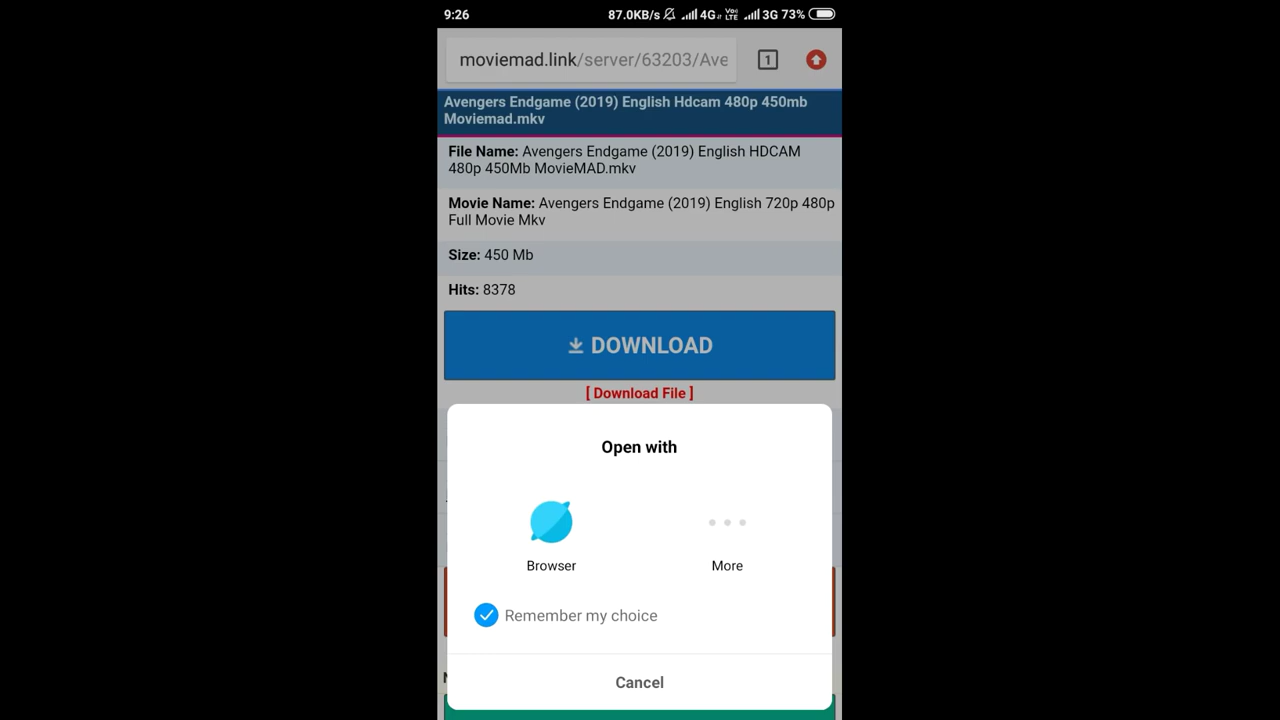 9:26 87.0KB/s 4G Vo LTE 3G 73%
moviemad.link/server/63203/Ave
1
Avengers Endgame (2019) English Hdcam 480p 450mb
Moviemad.mkv
File Name: Avengers Endgame (2019) English HDCAM
480p 450Mb MovieMAD.mkv
Movie Name: Avengers Endgame (2019) English 720p 480p
Full Movie Mkv
Size: 450 Mb
Hits: 8378
DOWNLOAD
[ Download File ]
Open with
Browser More
Remember my choice
Cancel